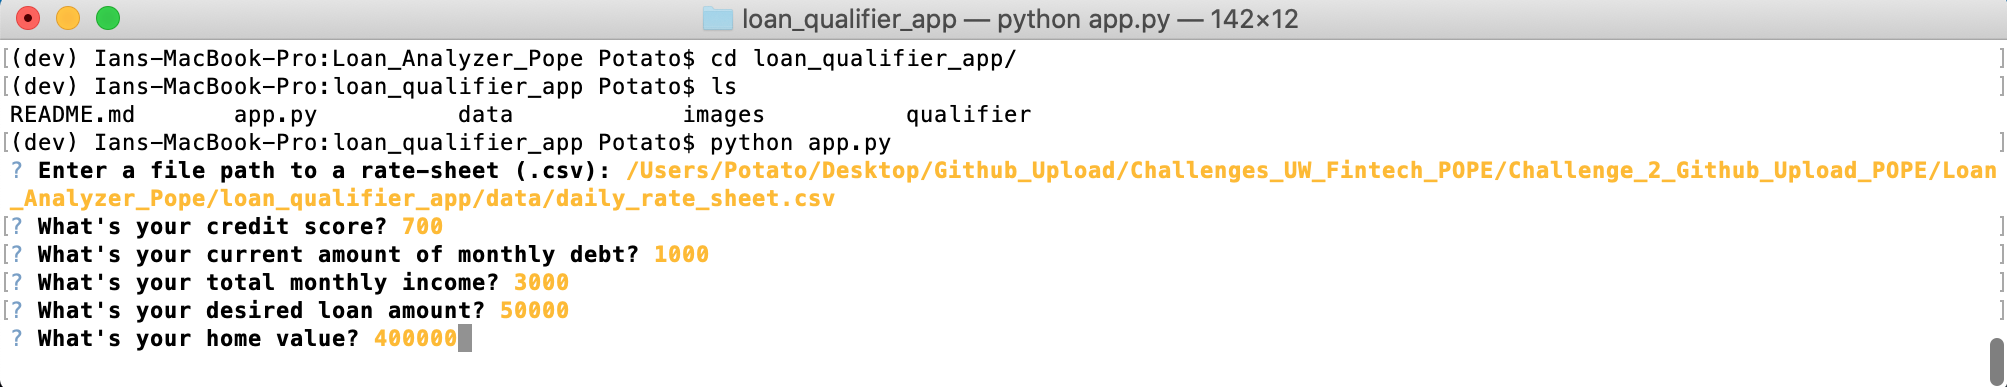 loan_qualifier_app — python app.py — 142×12
[(dev) Ians-MacBook-Pro:Loan_Analyzer_Pope Potato$ cd loan_qualifier_app/ ]
[(dev) Ians-MacBook-Pro:loan_qualifier_app Potato$ ls ]
README.md app.py data images qualifier
[(dev) Ians-MacBook-Pro:loan_qualifier_app Potato$ python app.py ]
? Enter a file path to a rate-sheet (.csv): /Users/Potato/Desktop/Github_Upload/Challenges_UW_Fintech_POPE/Challenge_2_Github_Upload_POPE/Loan
_Analyzer_Pope/loan_qualifier_app/data/daily_rate_sheet.csv
[? What's your credit score? 700 ]
[? What's your current amount of monthly debt? 1000 ]
[? What's your total monthly income? 3000 ]
[? What's your desired loan amount? 50000 ]
? What's your home value? 400000